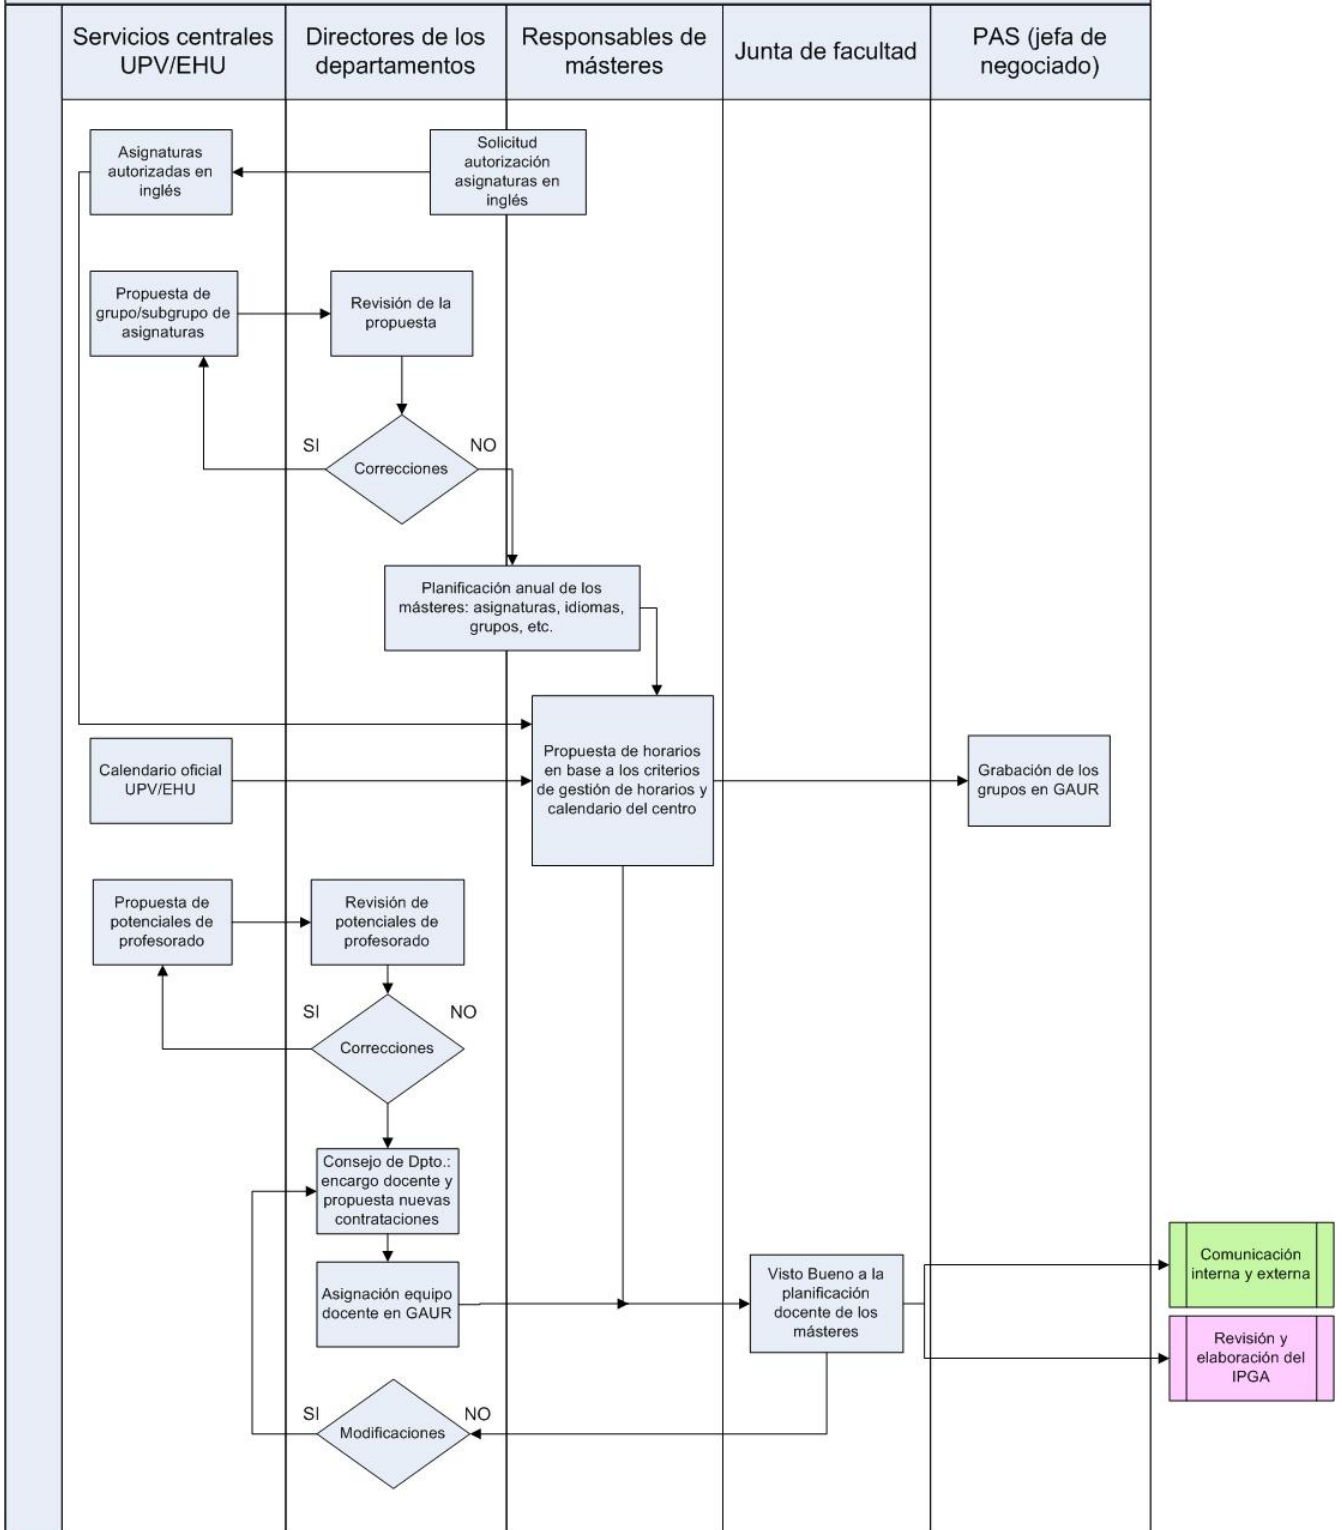 Servicios centrales
UPV/EHU
Directores de los
departamentos
Responsables de
másteres
Junta de facultad
PAS (jefa de
negociado)
Asignaturas
autorizadas en
inglés
Solicitud
autorización
asignaturas en
inglés
Propuesta de
grupo/subgrupo de
asignaturas
Revisión de la
propuesta
SI
NO
Correcciones
Planificación anual de los
másteres: asignaturas, idiomas,
grupos, etc.
Calendario oficial
UPV/EHU
Propuesta de horarios
en base a los criterios
de gestión de horarios y
calendario del centro
Grabación de los
grupos en GAUR
Propuesta de
potenciales de
profesorado
Revisión de
potenciales de
profesorado
SI
NO
Correcciones
Consejo de Dpto.:
encargo docente y
propuesta nuevas
contrataciones
Asignación equipo
docente en GAUR
Visto Bueno a la
planificación
docente de los
másteres
Comunicación
interna y externa
Revisión y
elaboración del
IPGA
SI
NO
Modificaciones